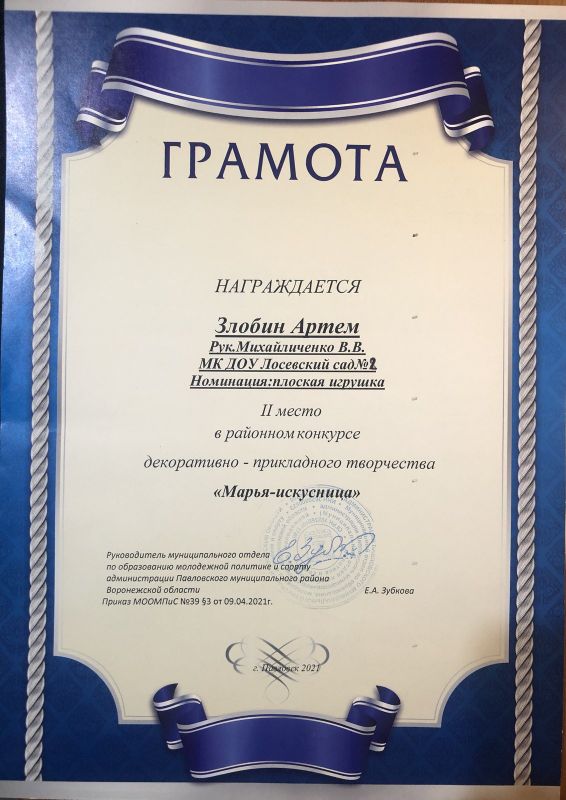 ГРАМОТА
НАГРАЖДАЕТСЯ
Злобин Артем
Рук.Михайличенко В.В.
МК ДОУ Лосевский сад№2
Номинация:плоская игрушка
II место
в районном конкурсе
декоративно - прикладного творчества
«Марья-искусница»
Руководитель муниципального отдела
по образованию молодежной политике и спорту
администрации Павловского муниципального района
Воронежской области Е.А. Зубкова
Приказ МООМПиС №39 §3 от 09.04.2021г.
г. Павловск 2021